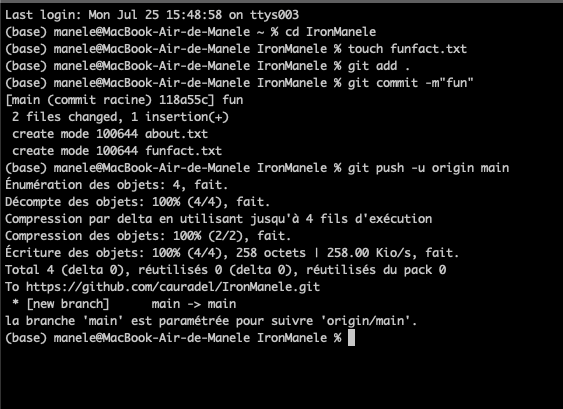 Last login: Mon Jul 25 15:48:58 on ttys003
(base) manele@MacBook-Air-de-Manele ~ % cd IronManele
(base) manele@MacBook-Air-de-Manele IronManele % touch funfact.txt
(base) manele@MacBook-Air-de-Manele IronManele % git add .
(base) manele@MacBook-Air-de-Manele IronManele % git commit -m"fun"
[main (commit racine) 118a55c] fun
 2 files changed, 1 insertion(+)
 create mode 100644 about.txt
 create mode 100644 funfact.txt
(base) manele@MacBook-Air-de-Manele IronManele % git push -u origin main
Énumération des objets: 4, fait.
Décompte des objets: 100% (4/4), fait.
Compression par delta en utilisant jusqu'à 4 fils d'exécution
Compression des objets: 100% (2/2), fait.
Écriture des objets: 100% (4/4), 258 octets | 258.00 Kio/s, fait.
Total 4 (delta 0), réutilisés 0 (delta 0), réutilisés du pack 0
To https://github.com/cauradel/IronManele.git
 * [new branch]      main -> main
la branche 'main' est paramétrée pour suivre 'origin/main'.
(base) manele@MacBook-Air-de-Manele IronManele %